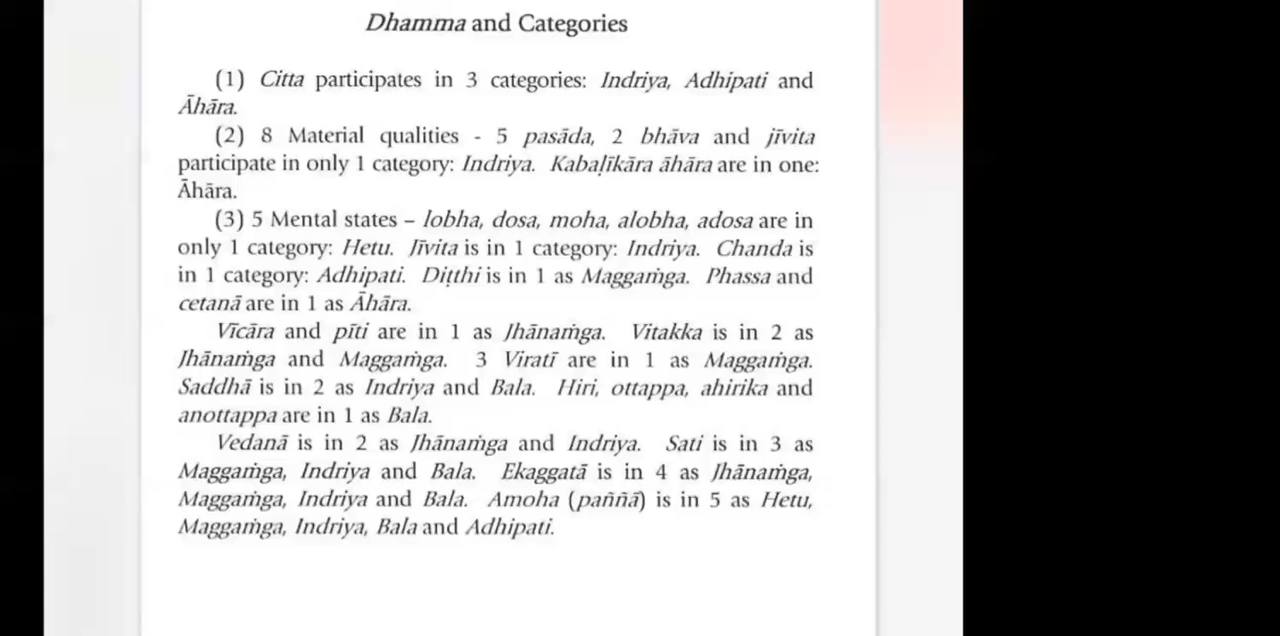 Dhamma and Categories
(1) Citta participates in 3 categories: Indriya, Adhipati and
Āhāra.
(2) 8 Material qualities - 5 pasāda, 2 bhāva and jīvita
participate in only 1 category: Indriya. Kabaḷīkāra āhāra are in one:
Āhāra.
(3) 5 Mental states – lobha, dosa, moha, alobha, adosa are in
only 1 category: Hetu. Jīvita is in 1 category: Indriya. Chanda is
in 1 category: Adhipati. Diṭthi is in 1 as Maggaṁga. Phassa and
cetanā are in 1 as Āhāra.
Vīcāra and pīti are in 1 as Jhānaṁga. Vitakka is in 2 as
Jhānaṁga and Maggaṁga. 3 Viratī are in 1 as Maggaṁga.
Saddhā is in 2 as Indriya and Bala. Hiri, ottappa, ahirika and
anottappa are in 1 as Bala.
Vedanā is in 2 as Jhānaṁga and Indriya. Sati is in 3 as
Maggaṁga, Indriya and Bala. Ekaggatā is in 4 as Jhānaṁga,
Maggaṁga, Indriya and Bala. Amoha (paññā) is in 5 as Hetu,
Maggaṁga, Indriya, Bala and Adhipati.